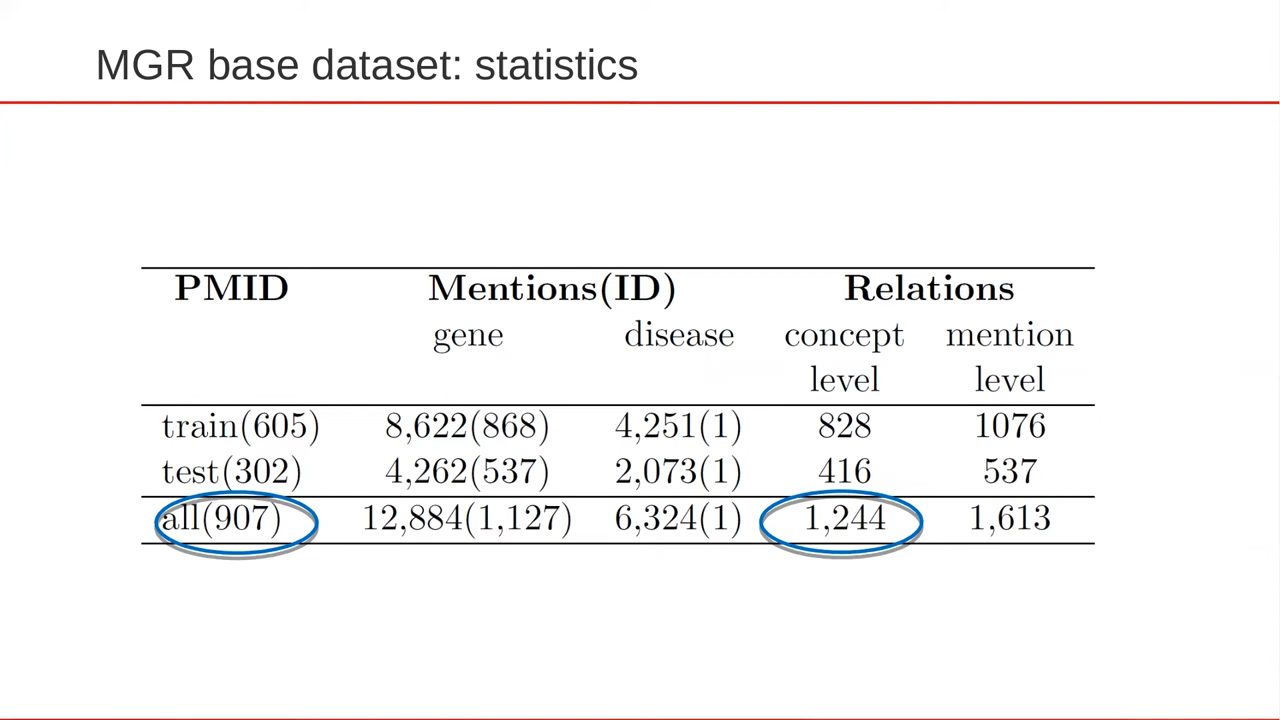 MGR base dataset: statistics
PMID Mentions(ID) Relations
gene disease concept mention
level level
train(605) 8,622(868) 4,251(1) 828 1076
test(302) 4,262(537) 2,073(1) 416 537
all(907) 12,884(1,127) 6,324(1) 1,244 1,613